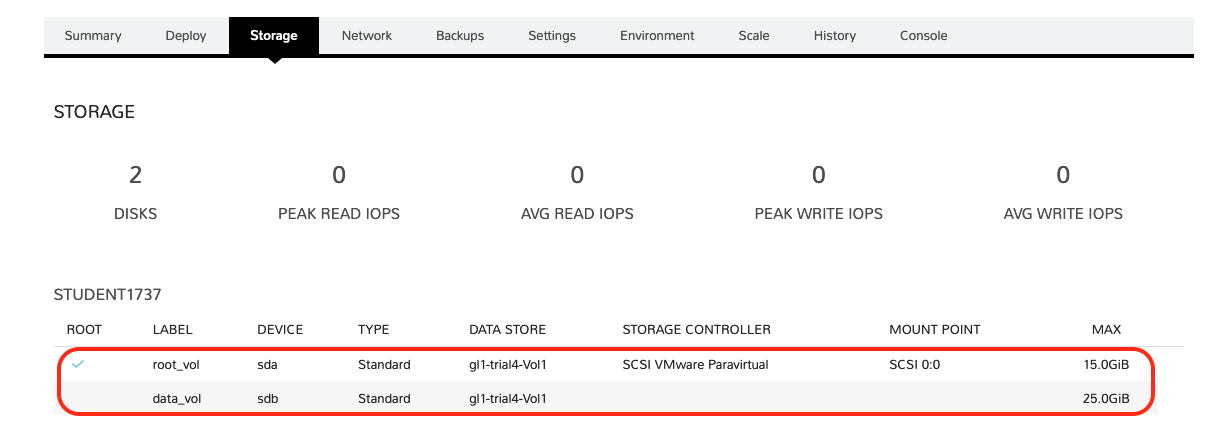 Summary Deploy Storage Network Backups Settings Environment Scale History Console
STORAGE
2 0 0 0 0
DISKS PEAK READ IOPS AVG READ IOPS PEAK WRITE IOPS AVG WRITE IOPS
STUDENT1737
ROOT LABEL DEVICE TYPE DATA STORE STORAGE CONTROLLER MOUNT POINT MAX
root_vol sda Standard gl1-trial4-Vol1 SCSI VMware Paravirtual SCSI 0:0 15.0GiB
data_vol sdb Standard gl1-trial4-Vol1 25.0GiB